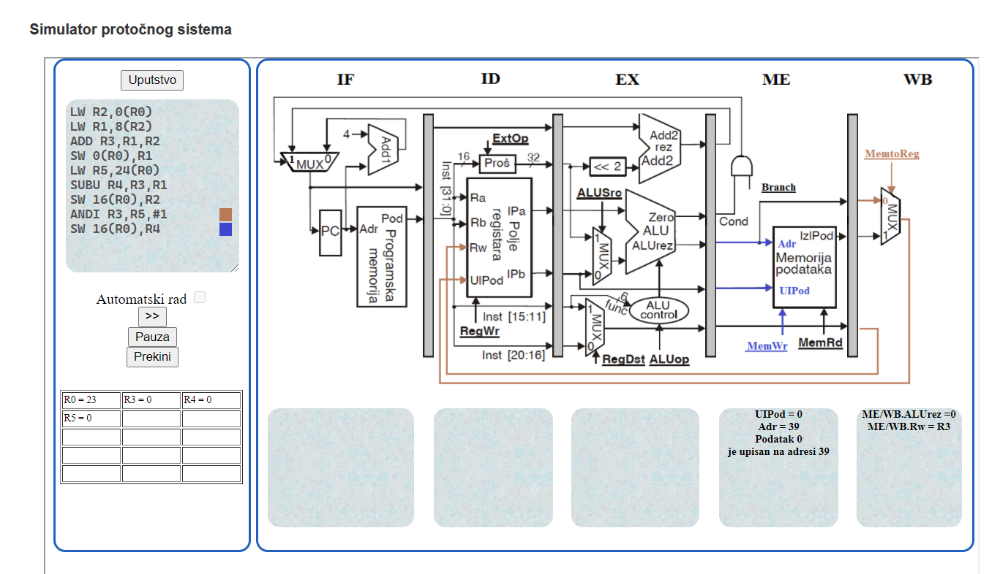 Simulator protočnog sistema
Uputstvo
LW R2,0(R0)
LW R1,8(R2)
ADD R3,R1,R2
SW 0(R0),R1
LW R5,24(R0)
SUBU R4,R3,R1
SW 16(R0),R2
ANDI R3,R5,#1
SW 16(R0),R4
Automatski rad
>>
Pauza
Prekini
R0 = 23 R3 = 0 R4 = 0
R5 = 0
IF ID EX ME WB
4
Add1
1 MUX 0
PC
Adr
Pod
Programska memorija
Inst [31:0]
ExtOp
16
Proš
32
Ra
Rb
Rw
UIPod
IPa
IPb
Polje registara
RegWr
Inst [15:11]
Inst [20:16]
Add2
rez
Add2
<< 2
ALUSrc
1 MUX 0
Zero
ALU
ALUrez
6
func
ALU
control
1 MUX 0
RegDst
ALUop
Cond
Branch
Adr
IzlPod
Memorija
podataka
UIPod
MemWr
MemRd
MemtoReg
0 MUX 1
UIPod = 0
Adr = 39
Podatak 0
je upisan na adresi 39
ME/WB.ALUrez =0
ME/WB.Rw = R3